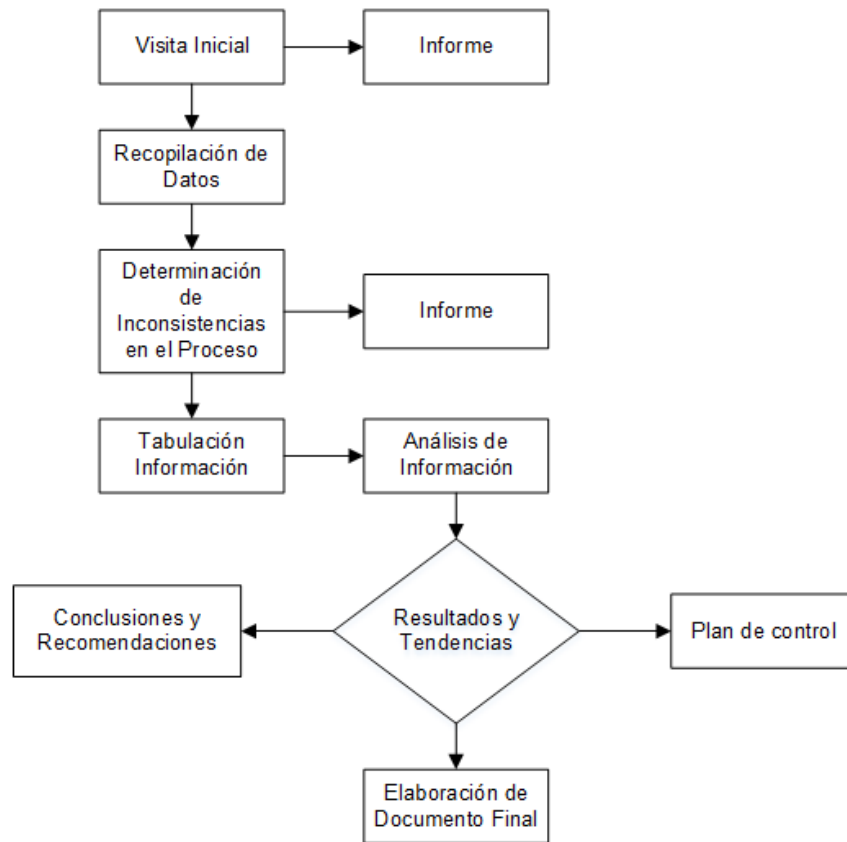 Visita Inicial
Informe
Recopilación de
Datos
Determinación
de
Inconsistencias
en el Proceso
Informe
Tabulación
Información
Análisis de
Información
Resultados y
Tendencias
Conclusiones y
Recomendaciones
Plan de control
Elaboración de
Documento Final